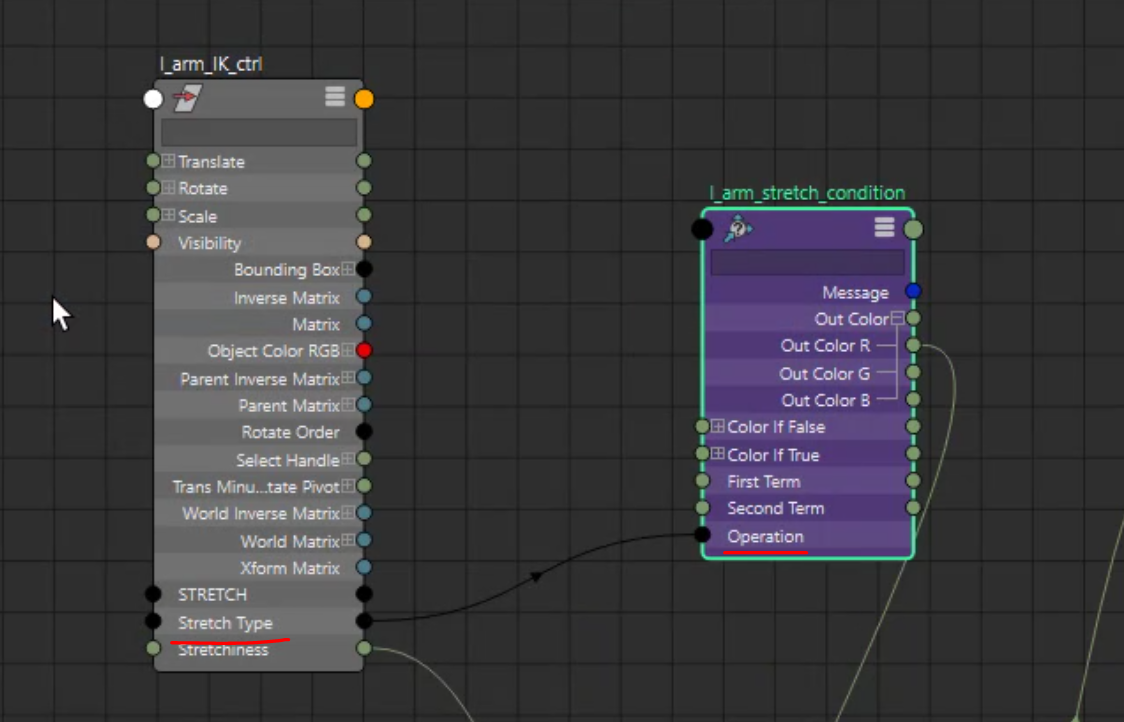 l_arm_IK_ctrl
Translate
Rotate
Scale
Visibility
Bounding Box
Inverse Matrix
Matrix
Object Color RGB
Parent Inverse Matrix
Parent Matrix
Rotate Order
Select Handle
Trans Minu...tate Pivot
World Inverse Matrix
World Matrix
Xform Matrix
STRETCH
Stretch Type
Stretchiness
l_arm_stretch_condition
Message
Out Color
Out Color R
Out Color G
Out Color B
Color If False
Color If True
First Term
Second Term
Operation